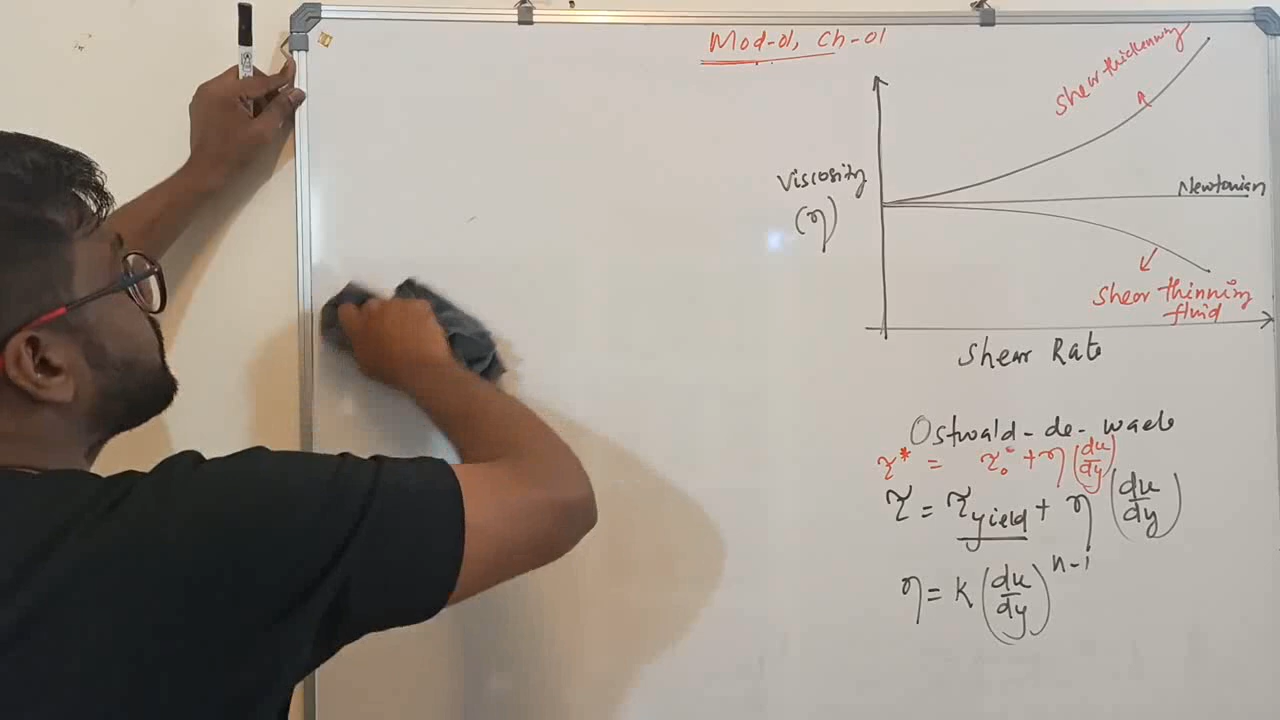 Mod-01, Ch-01
Shear thickening
Viscosity
(η)
Newtonian
Shear thinning
fluid
Shear Rate
Ostwald-de-waele
τ* = τ₀ + η (du/dy)
τ = τyield + η (du/dy)
η = K (du/dy)ⁿ⁻¹